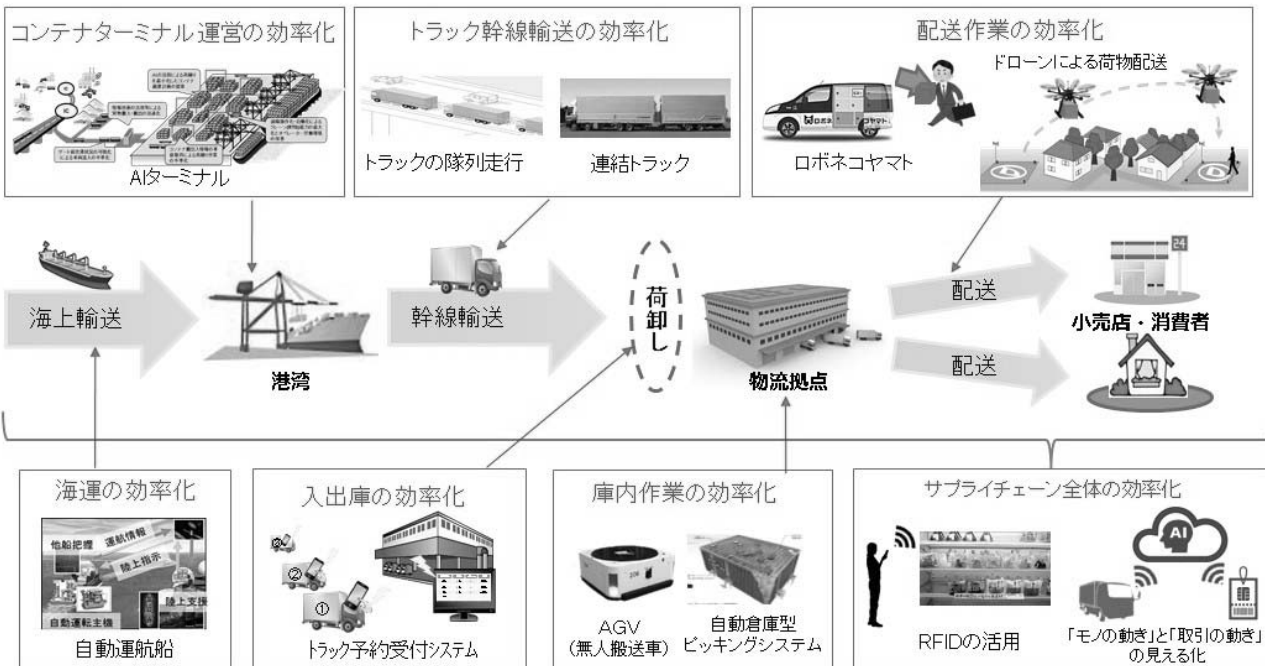 コンテナターミナル運営の効率化
AIターミナル
トラック幹線輸送の効率化
トラックの隊列走行
連結トラック
配送作業の効率化
ドローンによる荷物配送
ロボネコヤマト
海上輸送
港湾
幹線輸送
荷卸し
物流拠点
配送
配送
24
小売店・消費者
海運の効率化
他船把握
運航情報
陸上指示
陸上支援
自動運転主機
自動運航船
入出庫の効率化
②
①
トラック予約受付システム
庫内作業の効率化
AGV
(無人搬送車)
自動倉庫型
ピッキングシステム
サプライチェーン全体の効率化
AI
RFIDの活用
「モノの動き」と「取引の動き」
の見える化